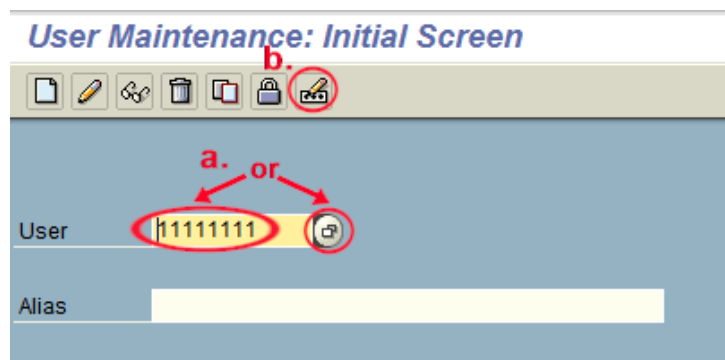 User Maintenance: Initial Screen
b.
a. or
User 11111111
Alias